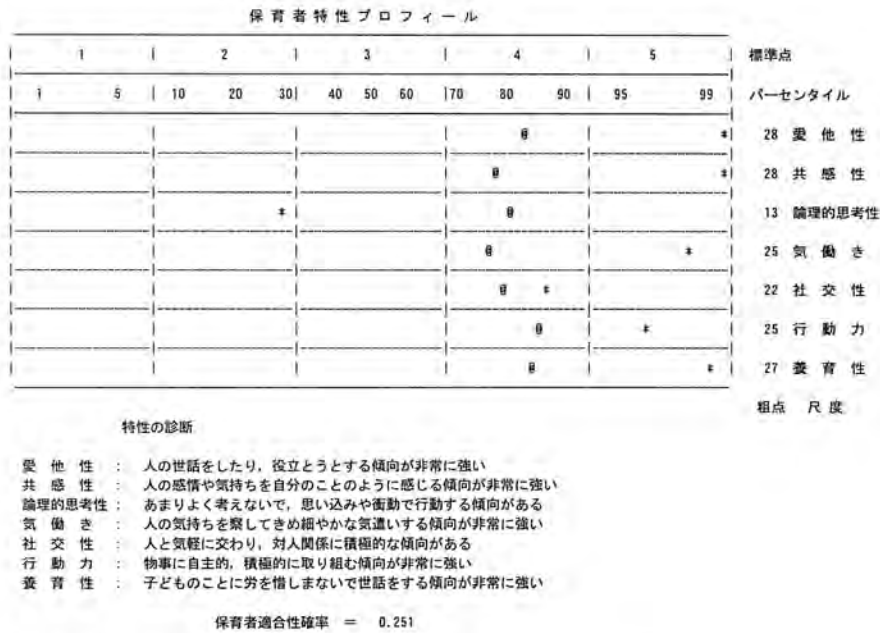 保育者特性プロフィール
1 2 3 4 5 標準点
1 5 10 20 30 40 50 60 70 80 90 95 99 パーセンタイル
@ * 28 愛他性
@ * 28 共感性
* @ 13 論理的思考性
@ * 25 気働き
@ * 22 社交性
@ * 25 行動力
@ * 27 養育性
粗点 尺度
特性の診断
愛他性 : 人の世話をしたり,役立とうとする傾向が非常に強い
共感性 : 人の感情や気持ちを自分のことのように感じる傾向が非常に強い
論理的思考性 : あまりよく考えないで,思い込みや衝動で行動する傾向がある
気働き : 人の気持ちを察してきめ細やかな気遣いする傾向が非常に強い
社交性 : 人と気軽に交わり,対人関係に積極的な傾向がある
行動力 : 物事に自主的,積極的に取り組む傾向が非常に強い
養育性 : 子どものことに労を惜しまないで世話をする傾向が非常に強い
保育者適合性確率 = 0.251